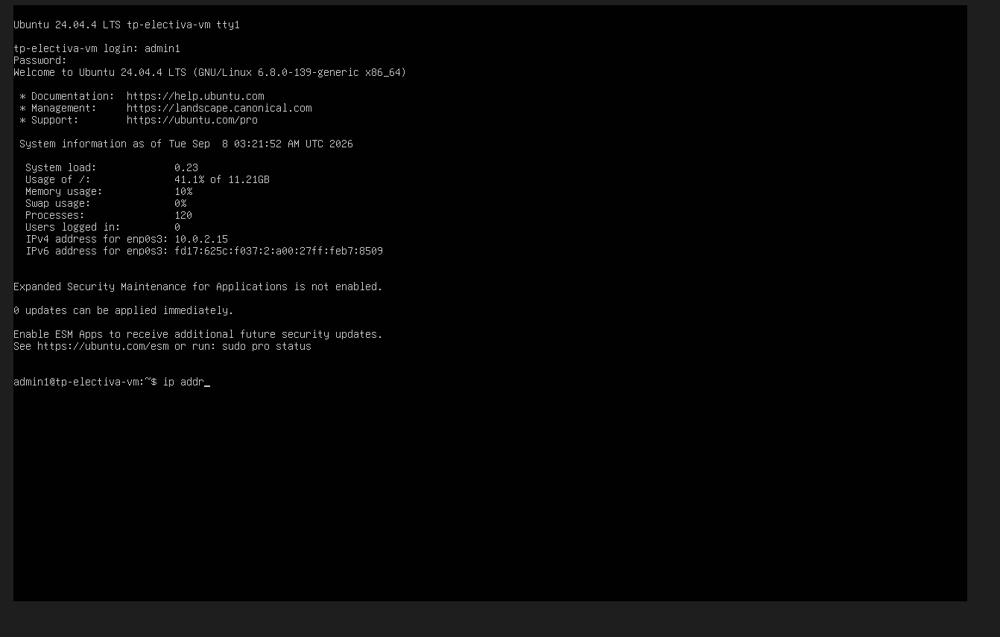 Ubuntu 24.04.4 LTS tp-electiva-vm tty1
tp-electiva-vm login: admin1
Password:
Welcome to Ubuntu 24.04.4 LTS (GNU/Linux 6.8.0-139-generic x86_64)
* Documentation:  https://help.ubuntu.com
* Management:     https://landscape.canonical.com
* Support:        https://ubuntu.com/pro
System information as of Tue Sep  8 03:21:52 AM UTC 2026
System load:             0.23
Usage of /:              41.1% of 11.21GB
Memory usage:            10%
Swap usage:              0%
Processes:               120
Users logged in:         0
IPv4 address for enp0s3: 10.0.2.15
IPv6 address for enp0s3: fd17:625c:f037:2:a00:27ff:feb7:8509
Expanded Security Maintenance for Applications is not enabled.
0 updates can be applied immediately.
Enable ESM Apps to receive additional future security updates.
See https://ubuntu.com/esm or run: sudo pro status
admin1@tp-electiva-vm:~$ ip addr_